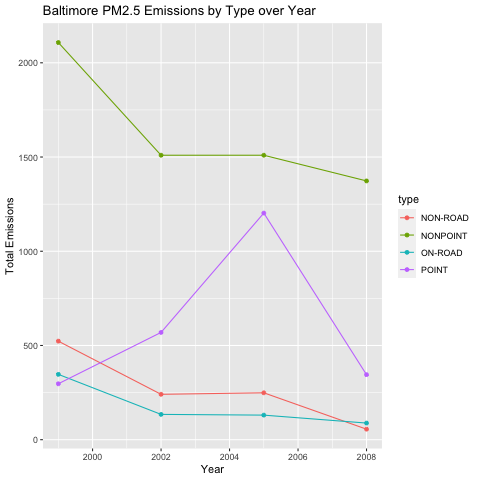 Baltimore PM2.5 Emissions by Type over Year
Total Emissions
2000
1500
1000
500
0
2000
2002
2004
2006
2008
Year
type
NON-ROAD
NONPOINT
ON-ROAD
POINT